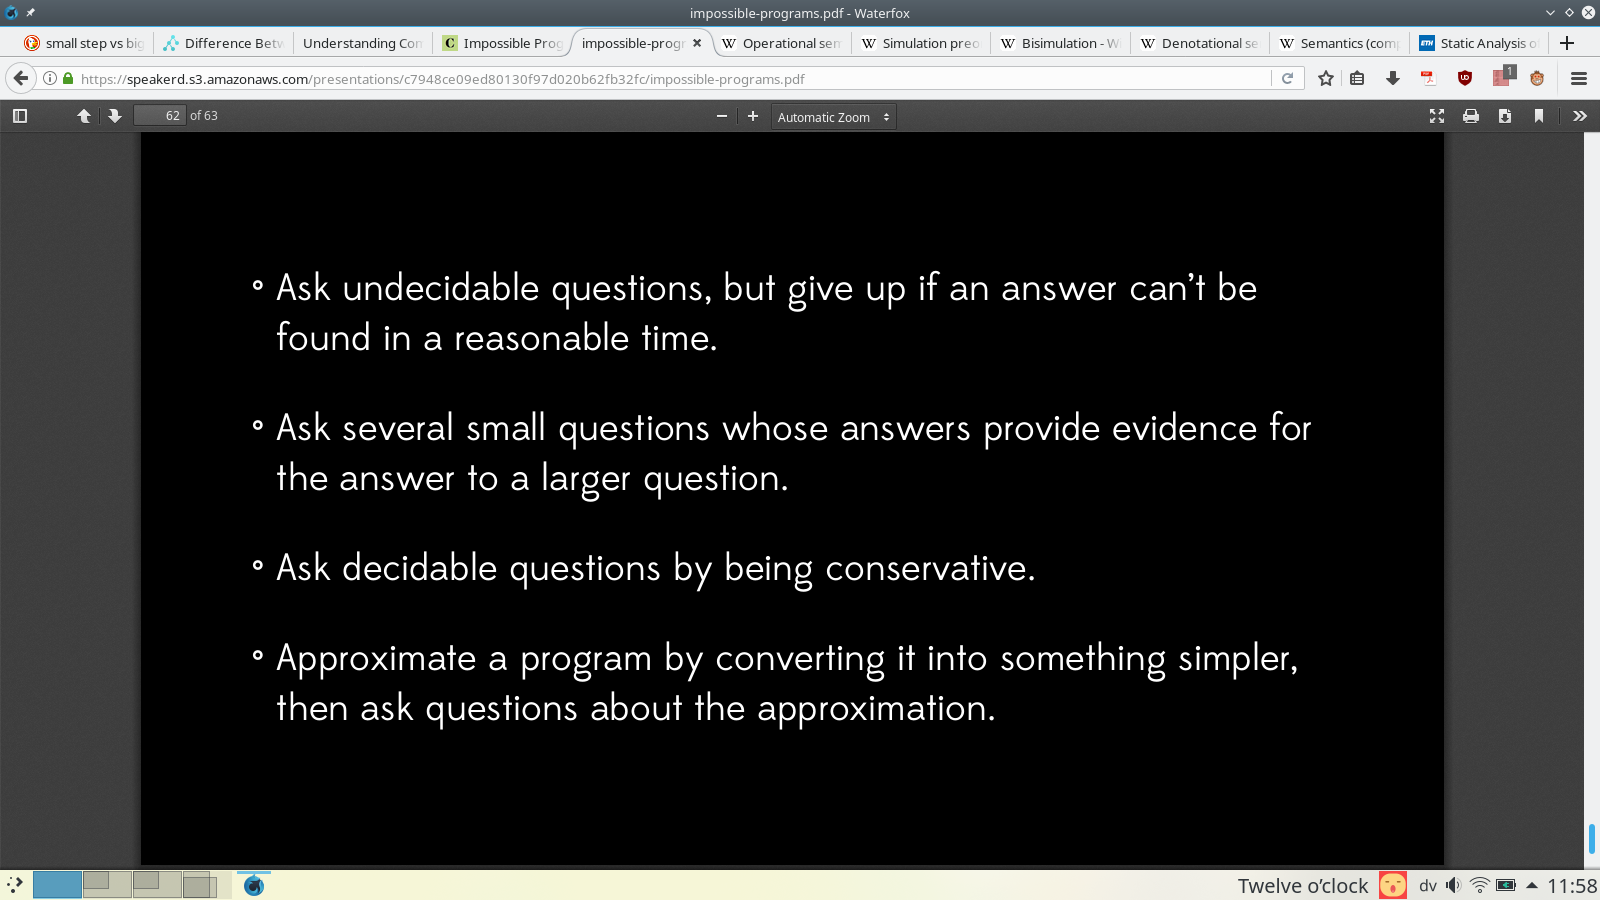 impossible-programs.pdf - Waterfox
small step vs big
Difference Betw
Understanding Con
C Impossible Prog
impossible-progr
W Operational sem
W Simulation preo
W Bisimulation - W
W Denotational se
W Semantics (comp
ETH Static Analysis o
https://speakerd.s3.amazonaws.com/presentations/c7948ce09ed80130f97d020b62fb32fc/impossible-programs.pdf
1
62 of 63
Automatic Zoom
Ask undecidable questions, but give up if an answer can’t be
found in a reasonable time.
Ask several small questions whose answers provide evidence for
the answer to a larger question.
Ask decidable questions by being conservative.
Approximate a program by converting it into something simpler,
then ask questions about the approximation.
Twelve o’clock dv 11:58